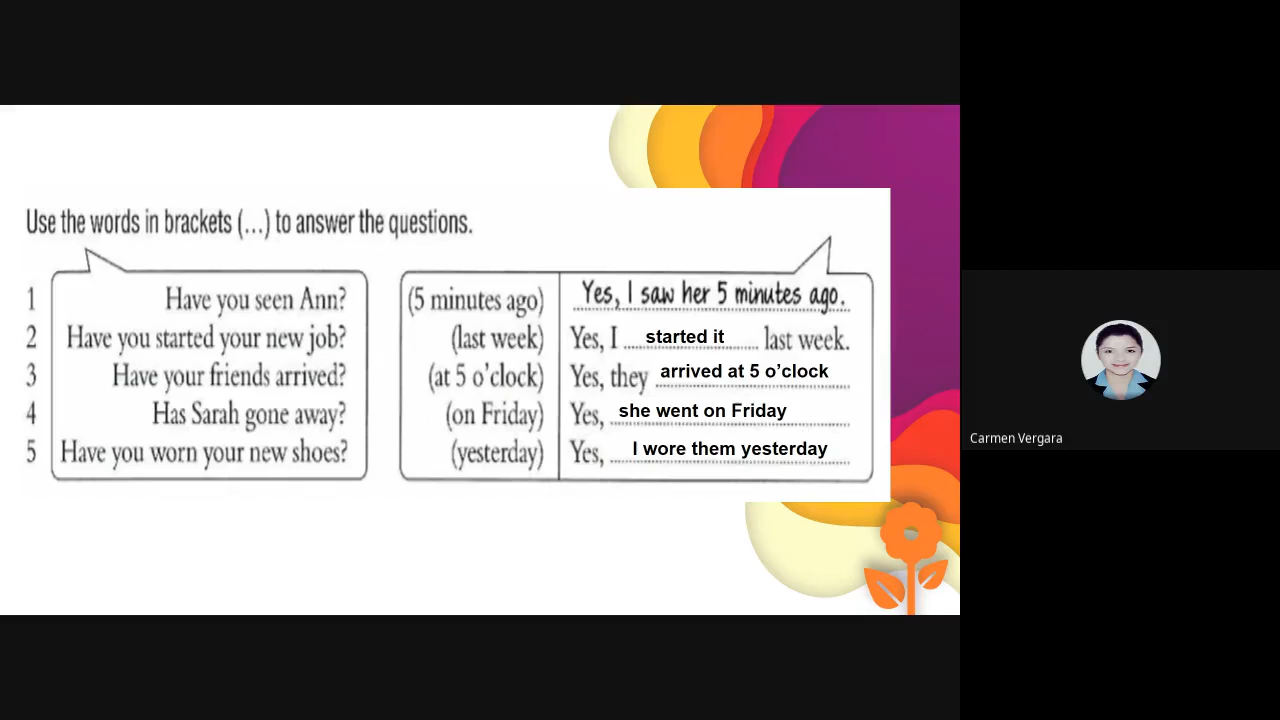 Use the words in brackets (...) to answer the questions.
1 Have you seen Ann? (5 minutes ago) Yes, I saw her 5 minutes ago.
2 Have you started your new job? (last week) Yes, I started it last week.
3 Have your friends arrived? (at 5 o'clock) Yes, they arrived at 5 o’clock
4 Has Sarah gone away? (on Friday) Yes, she went on Friday
5 Have you worn your new shoes? (yesterday) Yes, I wore them yesterday
Carmen Vergara